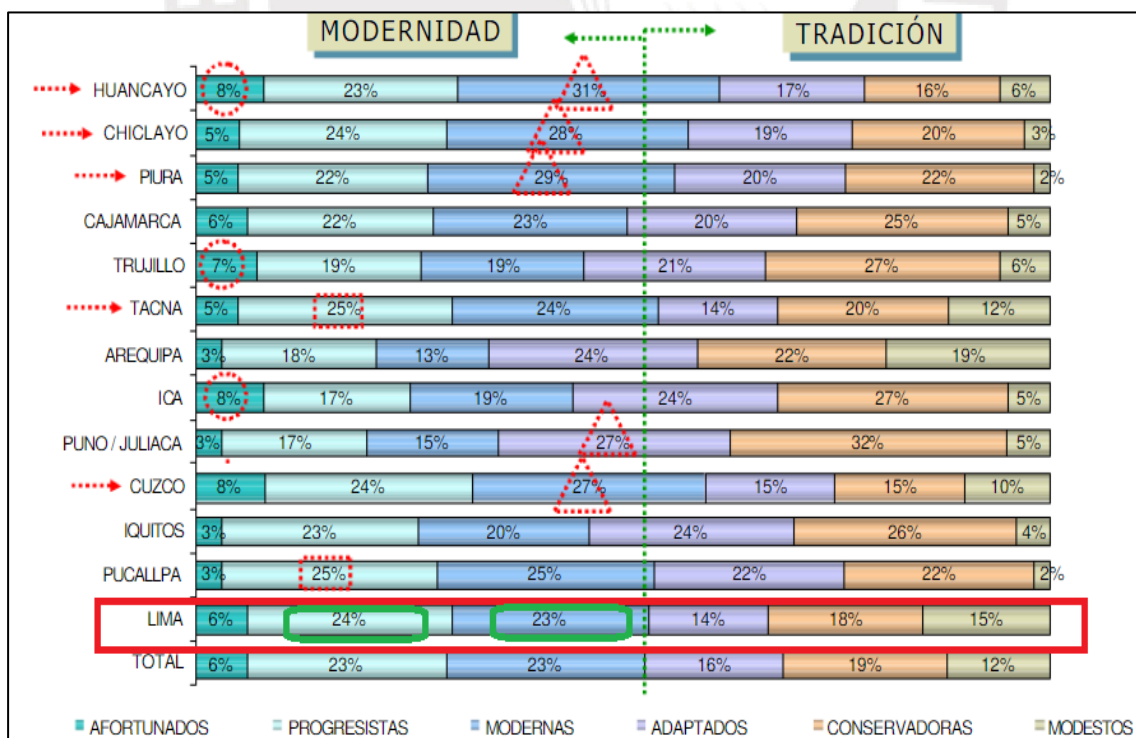 MODERNIDAD TRADICIÓN
HUANCAYO 8% 23% 31% 17% 16% 6%
CHICLAYO 5% 24% 28% 19% 20% 3%
PIURA 5% 22% 29% 20% 22% 2%
CAJAMARCA 6% 22% 23% 20% 25% 5%
TRUJILLO 7% 19% 19% 21% 27% 6%
TACNA 5% 25% 24% 14% 20% 12%
AREQUIPA 3% 18% 13% 24% 22% 19%
ICA 8% 17% 19% 24% 27% 5%
PUNO / JULIACA 3% 17% 15% 27% 32% 5%
CUZCO 8% 24% 27% 15% 15% 10%
IQUITOS 3% 23% 20% 24% 26% 4%
PUCALLPA 3% 25% 25% 22% 22% 2%
LIMA 6% 24% 23% 14% 18% 15%
TOTAL 6% 23% 23% 16% 19% 12%
AFORTUNADOS PROGRESISTAS MODERNAS ADAPTADOS CONSERVADORAS MODESTOS